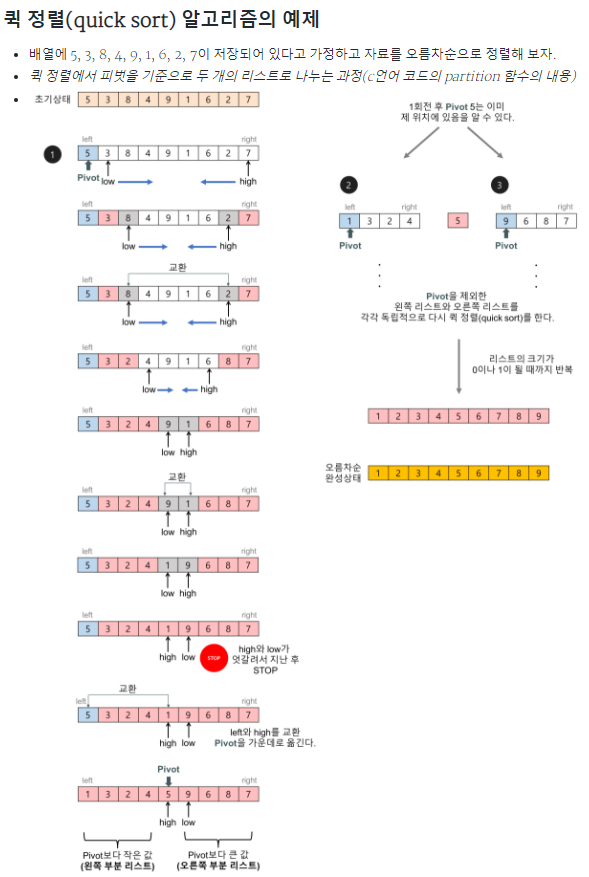 퀵 정렬(quick sort) 알고리즘의 예제
배열에 5, 3, 8, 4, 9, 1, 6, 2, 7이 저장되어 있다고 가정하고 자료를 오름차순으로 정렬해 보자.
퀵 정렬에서 피벗을 기준으로 두 개의 리스트로 나누는 과정(c언어 코드의 partition 함수의 내용)
초기상태 5 3 8 4 9 1 6 2 7
1
left right
5 3 8 4 9 1 6 2 7
Pivot low high
left right
5 3 8 4 9 1 6 2 7
low high
교환
left right
5 3 8 4 9 1 6 2 7
low high
left right
5 3 2 4 9 1 6 8 7
low high
left right
5 3 2 4 9 1 6 8 7
low high
교환
left right
5 3 2 4 9 1 6 8 7
low high
left right
5 3 2 4 1 9 6 8 7
low high
left right
5 3 2 4 1 9 6 8 7
high low
STOP
high와 low가
엇갈려서 지난 후
STOP
교환
left right
5 3 2 4 1 9 6 8 7
high low
left와 high를 교환
Pivot을 가운데로 옮긴다.
Pivot
left right
1 3 2 4 5 9 6 8 7
high low
Pivot보다 작은 값
(왼쪽 부분 리스트)
Pivot보다 큰 값
(오른쪽 부분 리스트)
1회전 후 Pivot 5는 이미
제 위치에 있음을 알 수 있다.
2
left right
1 3 2 4
Pivot
5
3
left right
9 6 8 7
Pivot
Pivot을 제외한
왼쪽 리스트와 오른쪽 리스트를
각각 독립적으로 다시 퀵 정렬(quick sort)를 한다.
리스트의 크기가
0이나 1이 될 때까지 반복
1 2 3 4 5 6 7 8 9
오름차순
완성상태
1 2 3 4 5 6 7 8 9